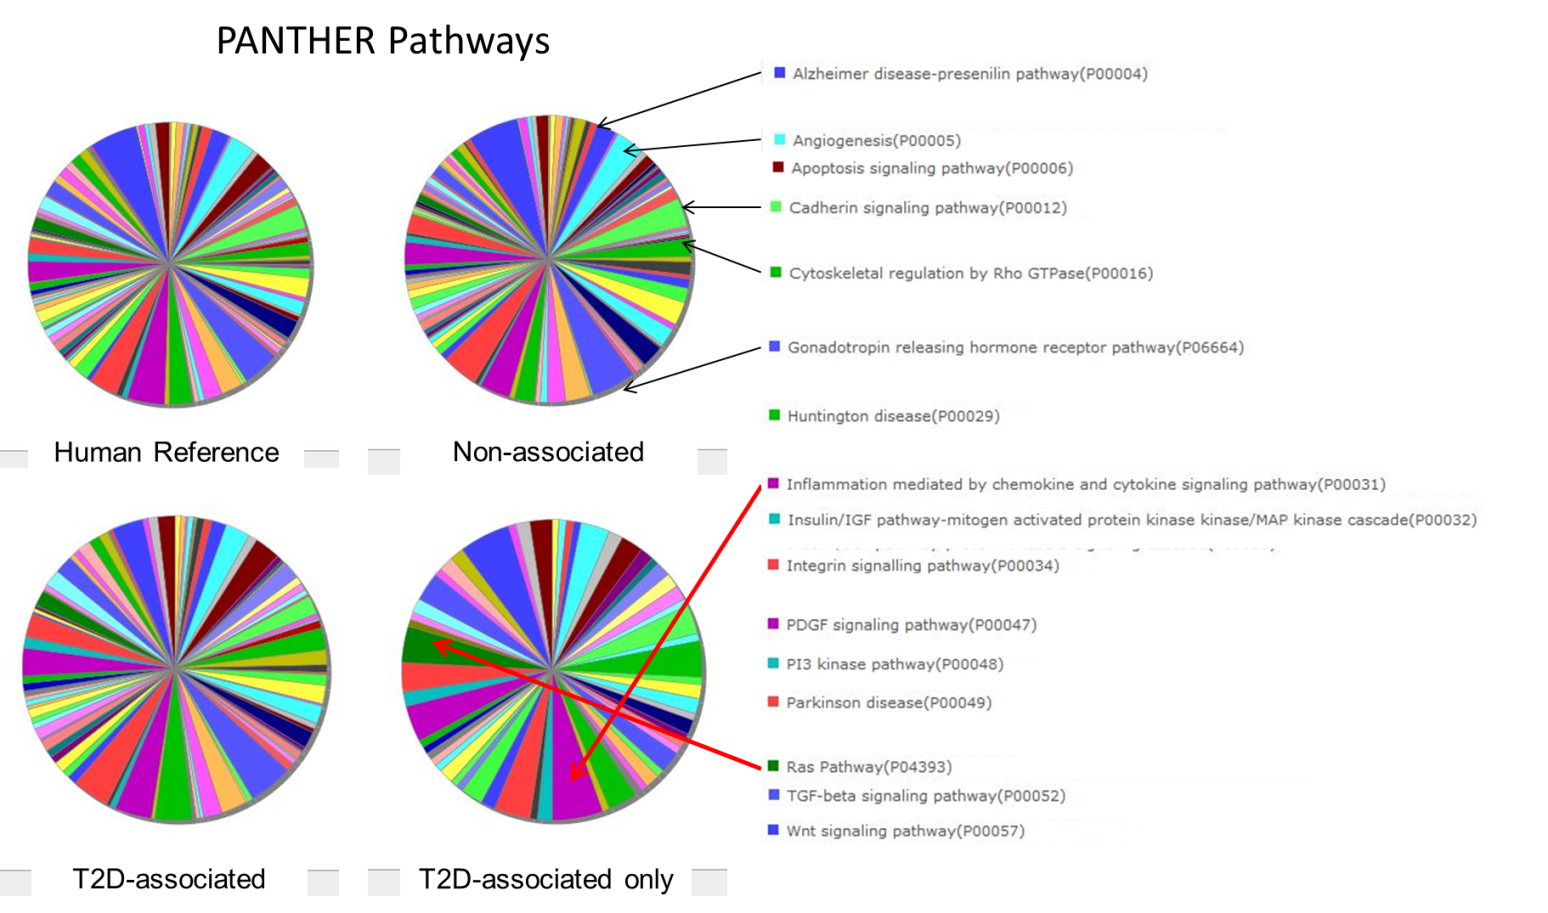 PANTHER Pathways
Alzheimer disease-presenilin pathway(P00004)
Angiogenesis(P00005)
Apoptosis signaling pathway(P00006)
Cadherin signaling pathway(P00012)
Cytoskeletal regulation by Rho GTPase(P00016)
Gonadotropin releasing hormone receptor pathway(P06664)
Huntington disease(P00029)
Human Reference
Non-associated
Inflammation mediated by chemokine and cytokine signaling pathway(P00031)
Insulin/IGF pathway-mitogen activated protein kinase kinase/MAP kinase cascade(P00032)
Integrin signalling pathway(P00034)
PDGF signaling pathway(P00047)
PI3 kinase pathway(P00048)
Parkinson disease(P00049)
Ras Pathway(P04393)
TGF-beta signaling pathway(P00052)
Wnt signaling pathway(P00057)
T2D-associated
T2D-associated only